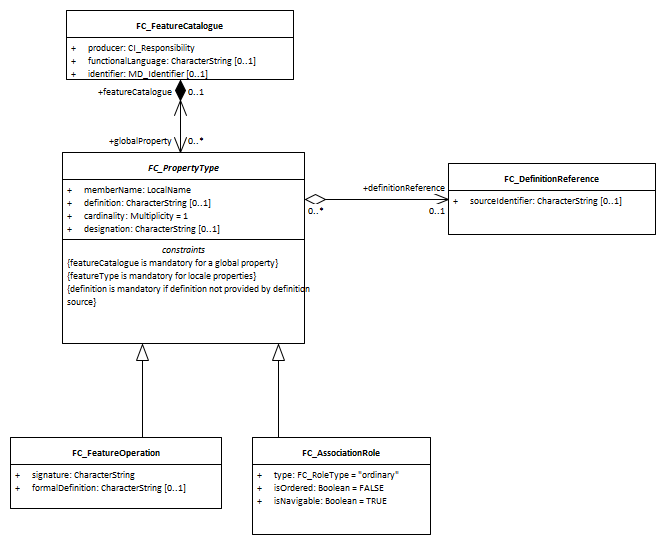 FC_FeatureCatalogue
+ producer: CI_Responsibility
+ functionalLanguage: CharacterString [0..1]
+ identifier: MD_Identifier [0..1]
+featureCatalogue 0..1
+globalProperty 0..*
FC_PropertyType
+ memberName: LocalName
+ definition: CharacterString [0..1]
+ cardinality: Multiplicity = 1
+ designation: CharacterString [0..1]
constraints
{featureCatalogue is mandatory for a global property}
{featureType is mandatory for locale properties}
{definition is mandatory if definition not provided by definition
source}
+definitionReference
0..* 0..1
FC_DefinitionReference
+ sourceIdentifier: CharacterString [0..1]
FC_FeatureOperation
+ signature: CharacterString
+ formalDefinition: CharacterString [0..1]
FC_AssociationRole
+ type: FC_RoleType = "ordinary"
+ isOrdered: Boolean = FALSE
+ isNavigable: Boolean = TRUE